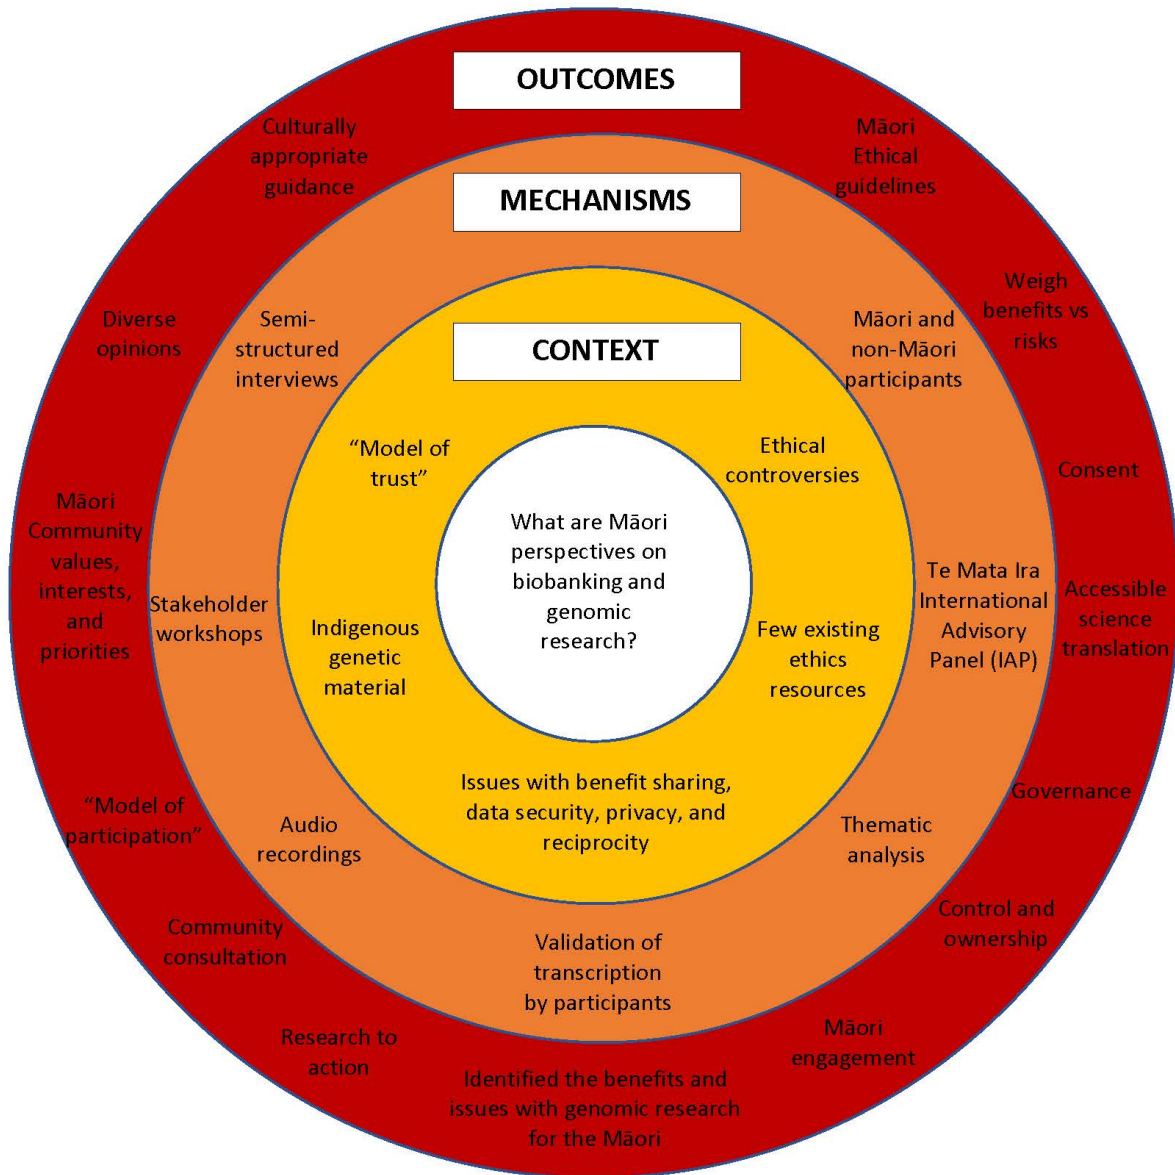 OUTCOMES
Culturally
appropriate
guidance
Māori
Ethical
guidelines
Diverse
opinions
Weigh
benefits vs
risks
Māori
Community
values,
interests,
and
priorities
Consent
Accessible
science
translation
"Model of
participation"
Governance
Community
consultation
Control and
ownership
Research to
action
Māori
engagement
Identified the benefits and
issues with genomic research
for the Māori
MECHANISMS
Semi-
structured
interviews
Māori and
non-Māori
participants
Stakeholder
workshops
Te Mata Ira
International
Advisory
Panel (IAP)
Audio
recordings
Thematic
analysis
Validation of
transcription
by participants
CONTEXT
“Model of
trust”
Ethical
controversies
Indigenous
genetic
material
Few existing
ethics
resources
Issues with benefit sharing,
data security, privacy, and
reciprocity
What are Māori
perspectives on
biobanking and
genomic
research?